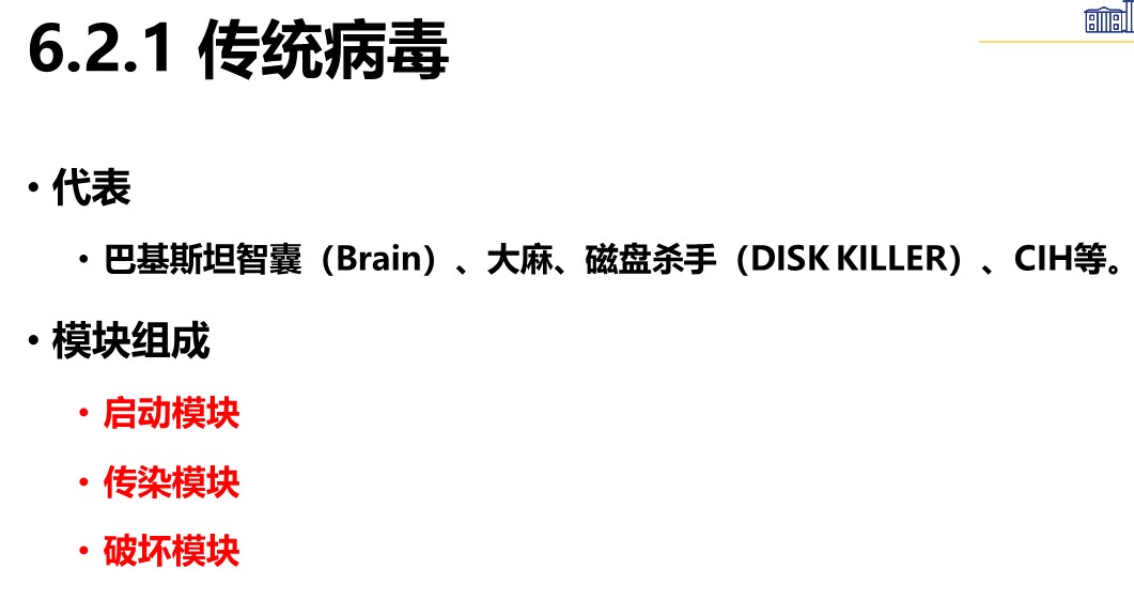 6.2.1 传统病毒
• 代表
• 巴基斯坦智囊（Brain）、大麻、磁盘杀手（DISK KILLER）、CIH等。
• 模块组成
• 启动模块
• 传染模块
• 破坏模块